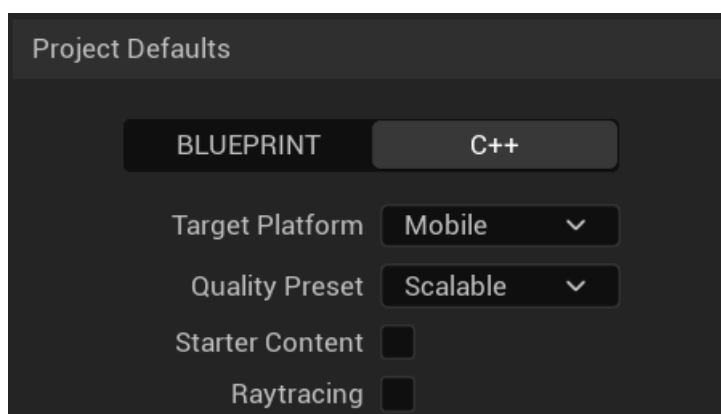 Project Defaults
BLUEPRINT C++
Target Platform Mobile
Quality Preset Scalable
Starter Content
Raytracing